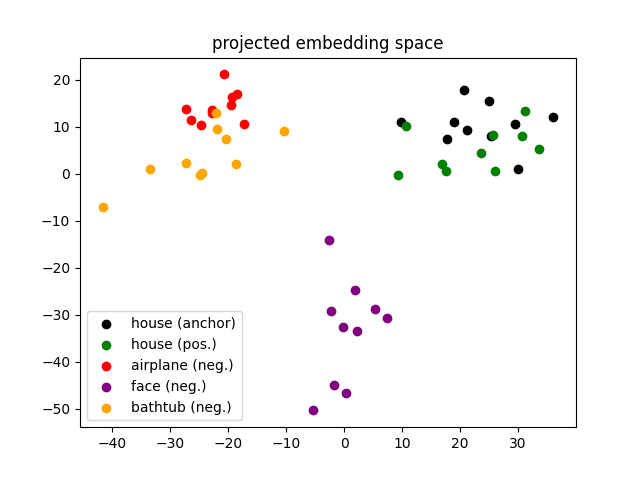 projected embedding space
20
10
0
−10
−20
−30
−40
−50
house (anchor)
house (pos.)
airplane (neg.)
face (neg.)
bathtub (neg.)
−40 −30 −20 −10 0 10 20 30